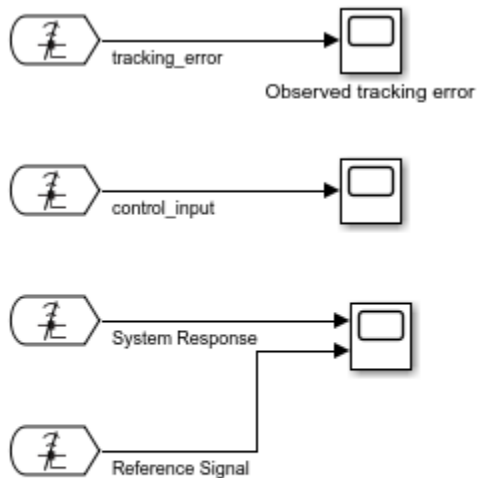 tracking_error
Observed tracking error
control_input
System Response
Reference Signal